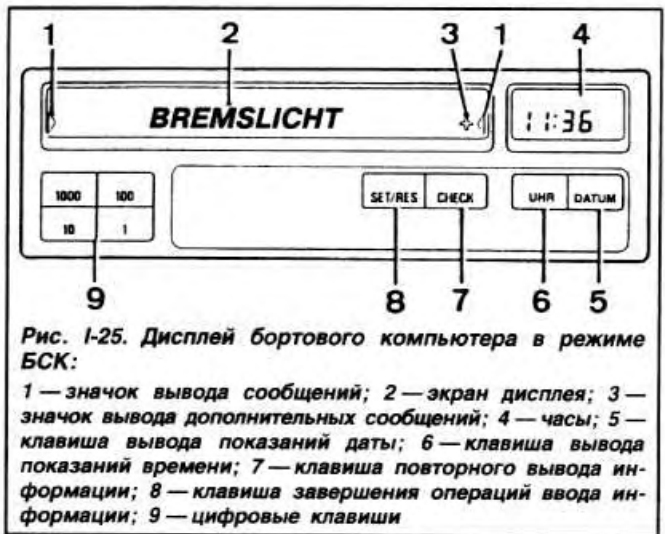 1 2 3 1 4
BREMSLICHT
11:36
1000 100
SET/RES CHECK UHR DATUM
10 1
9 8 7 6 5
Рис. I-25. Дисплей бортового компьютера в режиме
БСК:
1 — значок вывода сообщений; 2 — экран дисплея; 3 —
значок вывода дополнительных сообщений; 4 — часы; 5 —
клавиша вывода показаний даты; 6 — клавиша вывода
показаний времени; 7 — клавиша повторного вывода ин-
формации; 8 — клавиша завершения операций ввода ин-
формации; 9 — цифровые клавиши